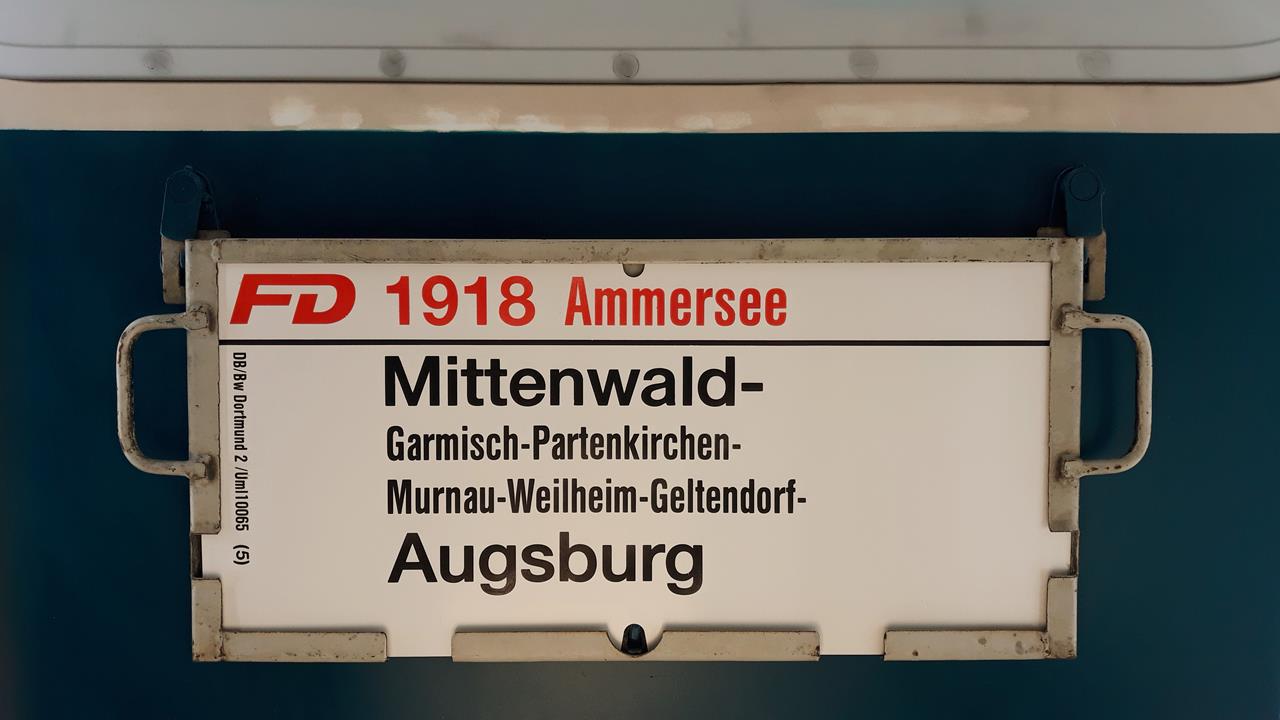 FD 1918 Ammersee
Mittenwald-
Garmisch-Partenkirchen-
Murnau-Weilheim-Geltendorf-
Augsburg
DB/Bw Dortmund 2 /Uml10065 (5)